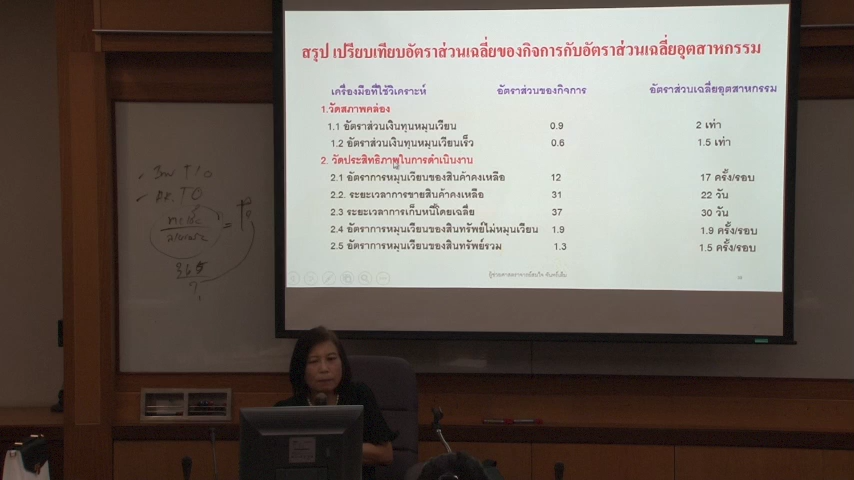 สรุป เปรียบเทียบอัตราส่วนเฉลี่ยของกิจการกับอัตราส่วนเฉลี่ยอุตสาหกรรม
เครื่องมือที่ใช้วิเคราะห์ อัตราส่วนของกิจการ อัตราส่วนเฉลี่ยอุตสาหกรรม
1.วัดสภาพคล่อง
1.1 อัตราส่วนเงินทุนหมุนเวียน 0.9 2 เท่า
1.2 อัตราส่วนเงินทุนหมุนเวียนเร็ว 0.6 1.5 เท่า
2. วัดประสิทธิภาพในการดำเนินงาน
2.1 อัตราการหมุนเวียนของสินค้าคงเหลือ 12 17 ครั้ง/รอบ
2.2. ระยะเวลาการขายสินค้าคงเหลือ 31 22 วัน
2.3 ระยะเวลาการเก็บหนี้โดยเฉลี่ย 37 30 วัน
2.4 อัตราการหมุนเวียนของสินทรัพย์ไม่หมุนเวียน 1.9 1.9 ครั้ง/รอบ
2.5 อัตราการหมุนเวียนของสินทรัพย์รวม 1.3 1.5 ครั้ง/รอบ
T/O
TO
=
365